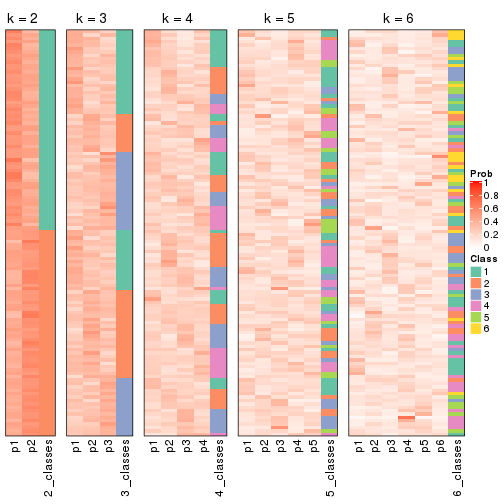 k = 2
k = 3
k = 4
k = 5
k = 6
Prob
1
0.8
0.6
0.4
0.2
0
Class
1
2
3
4
5
6
p1
p2
2_classes
p1
p2
p3
3_classes
p1
p2
p3
p4
4_classes
p1
p2
p3
p4
p5
5_classes
p1
p2
p3
p4
p5
p6
6_classes